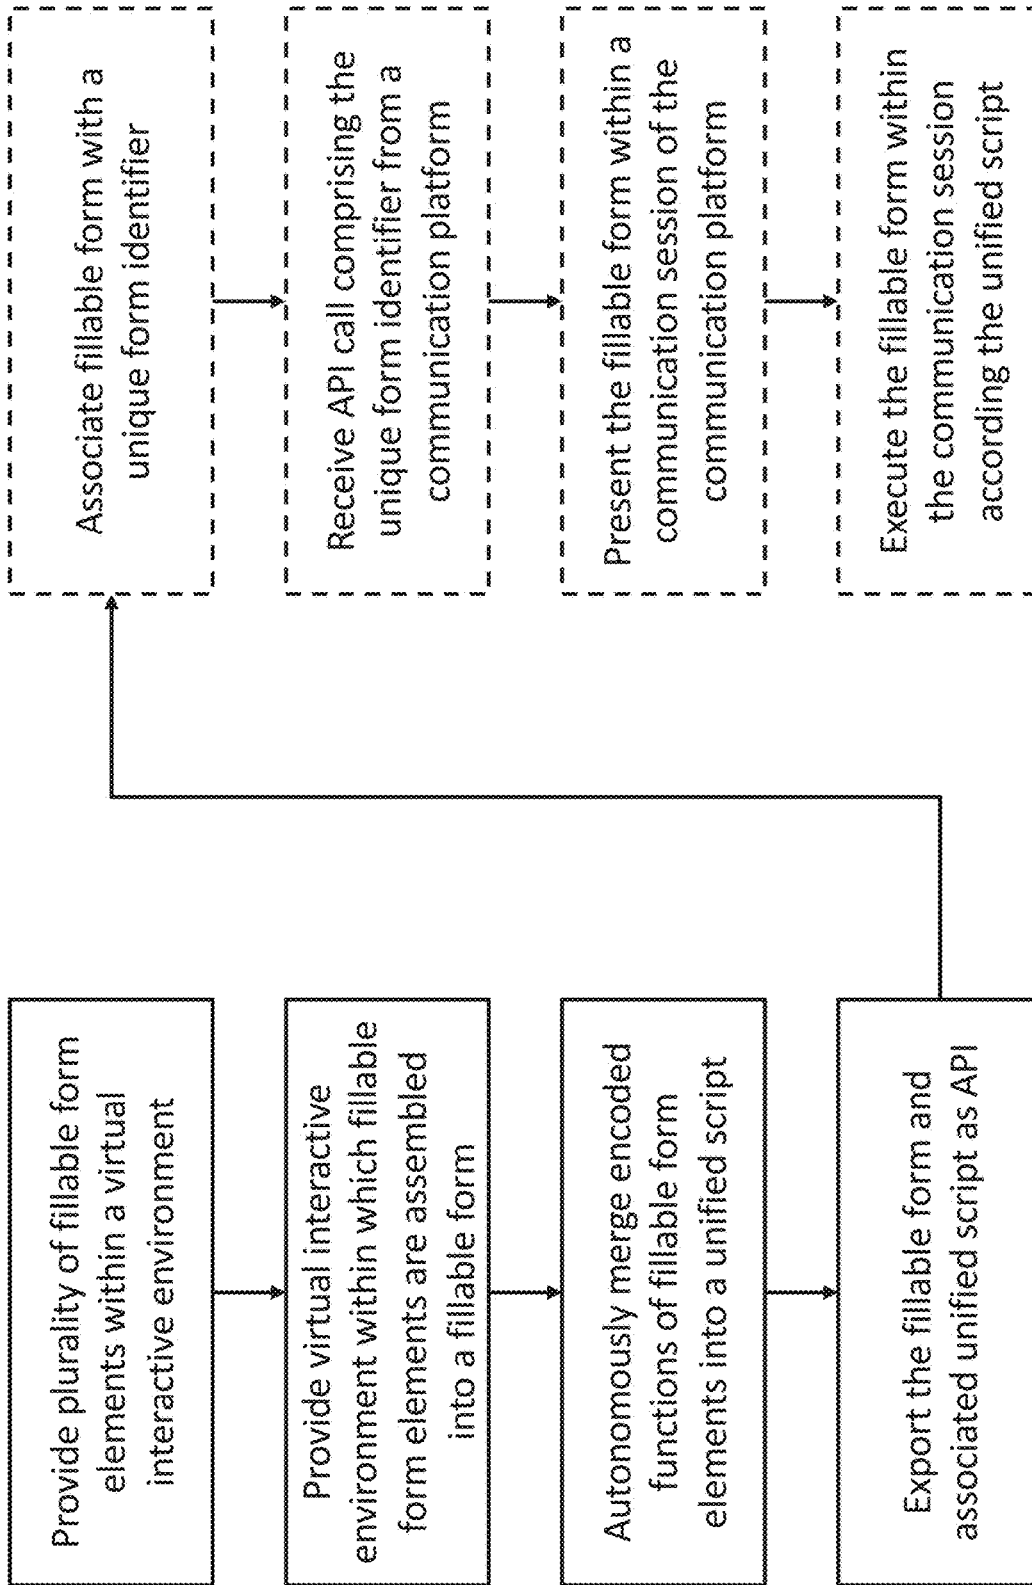 Provide plurality of fillable form
elements within a virtual
interactive environment
Provide virtual interactive
environment within which fillable
form elements are assembled
into a fillable form
Autonomously merge encoded
functions of fillable form
elements into a unified script
Export the fillable form and
associated unified script as API
Associate fillable form with a
unique form identifier
Receive API call comprising the
unique form identifier from a
communication platform
Present the fillable form within a
communication session of the
communication platform
Execute the fillable form within
the communication session
according the unified script